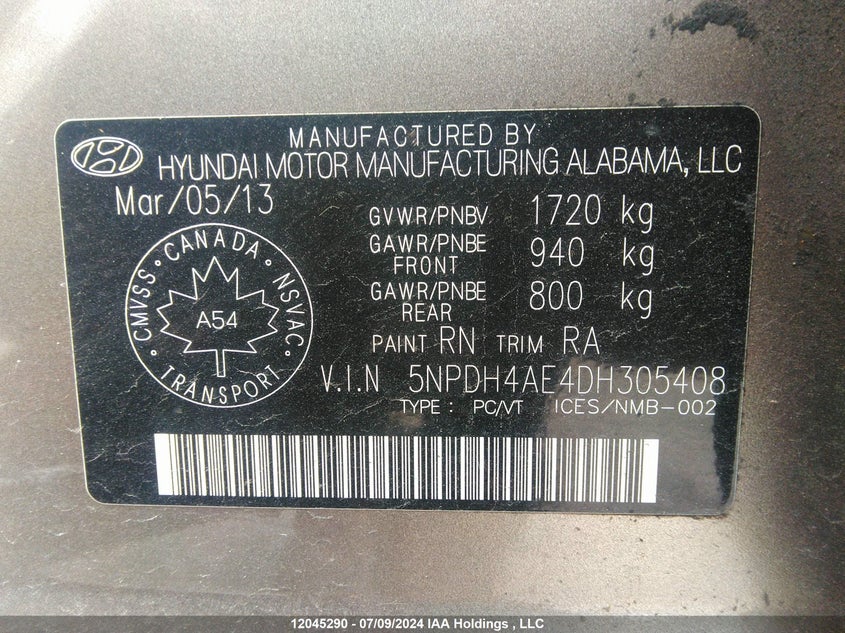 MANUFACTURED BY
HYUNDAI MOTOR MANUFACTURING ALABAMA, LLC
Mar/05/13
GVWR/PNBV 1720 kg
GAWR/PNBE FRONT 940 kg
GAWR/PNBE REAR 800 kg
PAINT RN TRIM RA
V.I.N 5NPDH4AE4DH305408
TYPE : PC/VT ICES/NMB-002
CMVSS CANADA NSVAC
A54
TRANSPORT
12045290 - 07/09/2024 IAA Holdings , LLC